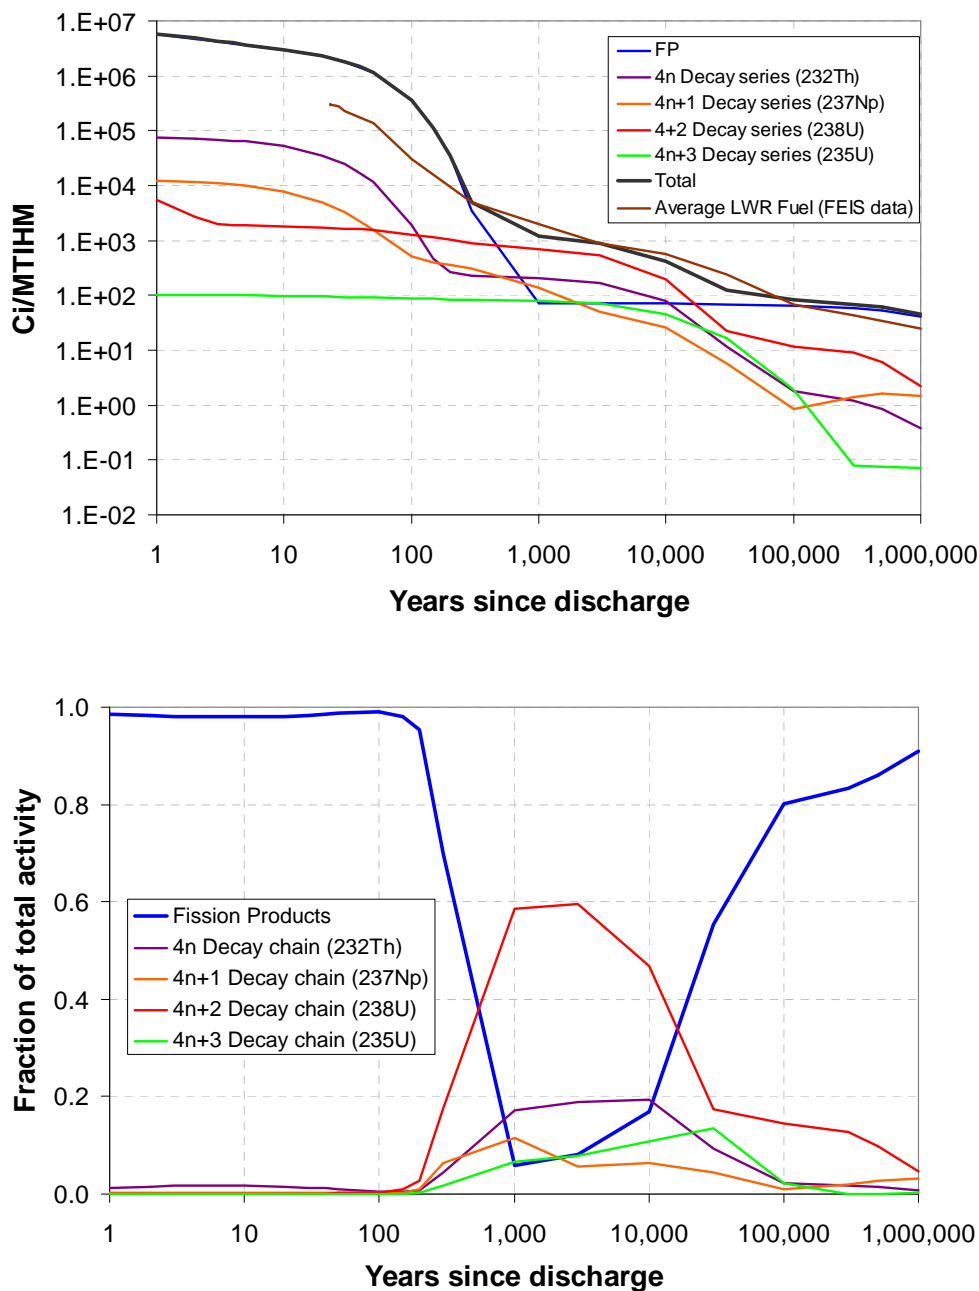 1.E+07
1.E+06
1.E+05
1.E+04
1.E+03
1.E+02
1.E+01
1.E+00
1.E-01
1.E-02
Ci/MTIHM
FP
4n Decay series (232Th)
4n+1 Decay series (237Np)
4+2 Decay series (238U)
4n+3 Decay series (235U)
Total
Average LWR Fuel (FEIS data)
1 10 100 1,000 10,000 100,000 1,000,000
Years since discharge
1.0
0.8
0.6
0.4
0.2
0.0
Fraction of total activity
Fission Products
4n Decay chain (232Th)
4n+1 Decay chain (237Np)
4n+2 Decay chain (238U)
4n+3 Decay chain (235U)
1 10 100 1,000 10,000 100,000 1,000,000
Years since discharge